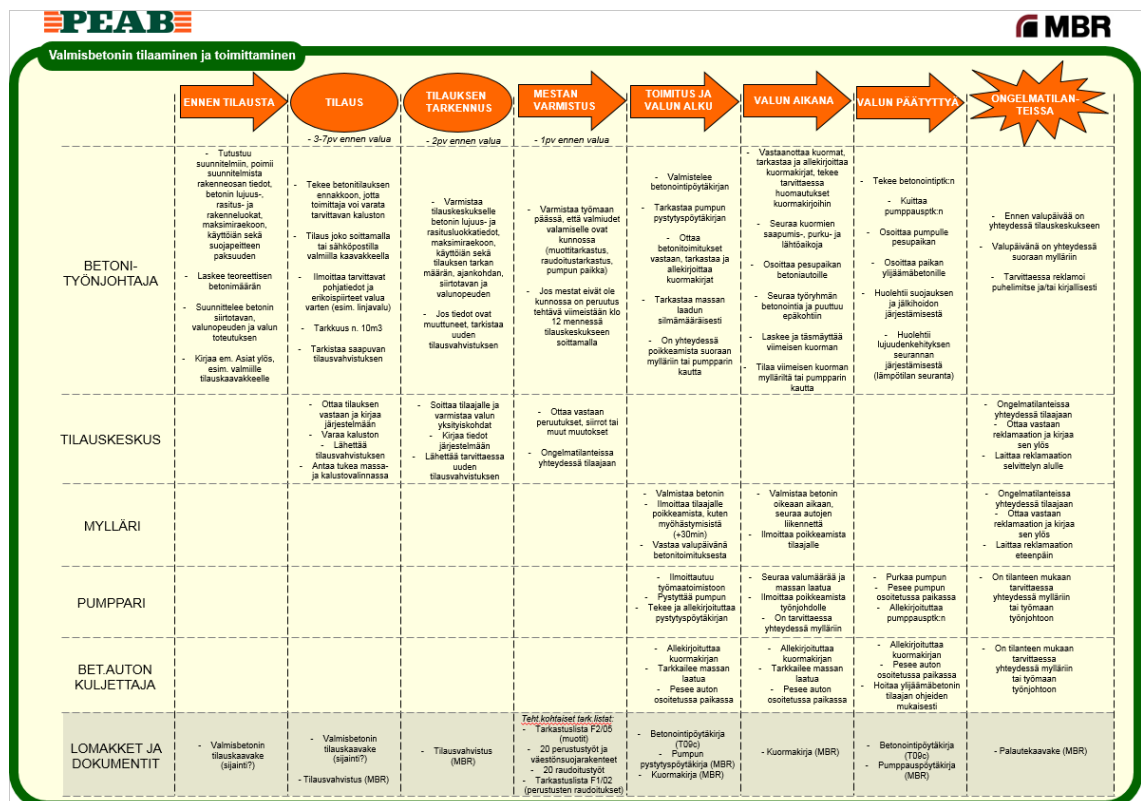 PEAB
MBR
Valmisbetonin tilaaminen ja toimittaminen
ENNEN TILAUSTA
TILAUS
TILAUKSEN
TARKENNUS
MESTAN
VARMISTUS
TOIMITUS JA
VALUN ALKU
VALUN AIKANA
VALUN PÄÄTYTTYÄ
ONGELMATILAN-
TEISSA
- 3-7pv ennen valua
- 2pv ennen valua
- 1pv ennen valua
BETONI-
TYÖNJOHTAJA
- Tutustuu
suunnitelmiin, poimii
suunnitelmista
rakenneosan tiedot,
betonin lujuus-,
rasitus- ja
rakenneluokat,
maksimiraekoon,
käyttöiän sekä
suojapeitteen
paksuuden
- Laskee teoreettisen
betonimäärän
- Suunnittelee betonin
siirtotavan,
valunopeuden ja valun
toteutuksen
- Kirjaa em. Asiat ylös,
esim. valmiille
tilauskaavakkeelle
- Tekee betonitilauksen
ennakkoon, jotta
toimittaja voi varata
tarvittavan kaluston
- Tilaus joko soittamalla
tai sähköpostilla
valmiilla kaavakkeella
- Ilmoittaa tarvittavat
pohjatiedot ja
erikoispiirteet valua
varten (esim. linjavalu)
- Tarkkuus n. 10m3
- Tarkistaa saapuvan
tilausvahvistuksen
- Varmistaa
tilauskeskukselle
betonin lujuus- ja
rasitusluokkatiedot,
maksimiraekoon,
käyttöiän sekä
tilauksen tarkan
määrän, ajankohdan,
siirtotavan ja
valunopeuden
- Jos tiedot ovat
muuttuneet, tarkistaa
uuden
tilausvahvistuksen
- Varmistaa työmaan
päässä, että valmiudet
valamiselle ovat
kunnossa
(muottitarkastus,
raudoitustarkastus,
pumpun paikka)
- Jos mestat eivät ole
kunnossa on peruutus
tehtävä viimeistään klo
12 mennessä
tilauskeskukseen
soittamalla
- Valmistelee
betonointipöytäkirjan
- Tarkastaa pumpun
pystytyspöytäkirjan
- Ottaa
betonitoimitukset
vastaan, tarkastaa ja
allekirjoittaa
kuormakirjat
- Tarkastaa massan
laadun
silmämääräisesti
- On yhteydessä
poikkeamista suoraan
mylläriin tai pumpparin
kautta
- Vastaanottaa kuormat,
tarkastaa ja allekirjoittaa
kuormakirjat, tekee
tarvittaessa
huomautukset
kuormakirjoihin
- Seuraa kuormien
saapumis-, purku- ja
lähtöaikoja
- Osoittaa pesupaikan
betoniautoille
- Seuraa työryhmän
betonointia ja puuttuu
epäkohtiin
- Laskee ja täsmäyttää
viimeisen kuorman
- Tilaa viimeisen kuorman
mylläriltä tai pumpparin
kautta
- Tekee betonointiptk:n
- Kuittaa
pumppausptk:n
- Osoittaa pumpulle
pesupaikan
- Osoittaa paikan
ylijäämäbetonille
- Huolehtii suojauksen
ja jälkihoidon
järjestämisestä
- Huolehtii
lujuudenkehityksen
seurannan
järjestämisestä
(lämpötilan seuranta)
- Ennen valupäivää on
yhteydessä tilauskeskukseen
- Valupäivänä on yhteydessä
suoraan mylläriin
- Tarvittaessa reklamoi
puhelimitse ja/tai kirjallisesti
TILAUSKESKUS
- Ottaa tilauksen
vastaan ja kirjaa
järjestelmään
- Varaa kaluston
- Lähettää
tilausvahvistuksen
- Antaa tukea massa-
ja kalustovalinnassa
- Soittaa tilaajalle ja
varmistaa valun
yksityiskohdat
- Kirjaa tiedot
järjestelmään
- Lähettää tarvittaessa
uuden
tilausvahvistuksen
- Ottaa vastaan
peruutukset, siirrot tai
muut muutokset
- Ongelmatilanteissa
yhteydessä tilaajaan
- Ongelmatilanteissa
yhteydessä tilaajaan
- Ottaa vastaan
reklamaation ja kirjaa
sen ylös
- Laittaa reklamaation
selvittelyn alulle
MYLLÄRI
- Valmistaa betonin
- Ilmoittaa tilaajalle
poikkeamista, kuten
myöhästymisistä
(+30min)
- Vastaa valupäivänä
betonitoimituksesta
- Valmistaa betonin
oikeaan aikaan,
seuraa autojen
liikennettä
- Ilmoittaa poikkeamista
tilaajalle
- Ongelmatilanteissa
yhteydessä tilaajaan
- Ottaa vastaan
reklamaation ja kirjaa
sen ylös
- Laittaa reklamaation
eteenpäin
PUMPPARI
- Ilmoittautuu
työmaatoimistoon
- Pystyttää pumpun
- Tekee ja allekirjoituttaa
pystytyspöytäkirjan
- Seuraa valumäärää ja
massan laatua
- Ilmoittaa poikkeamista
työnjohdolle
- On tarvittaessa
yhteydessä mylläriin
- Purkaa pumpun
- Pesee pumpun
osoitetussa paikassa
- Allekirjoituttaa
pumppausptk:n
- On tilanteen mukaan
tarvittaessa
yhteydessä mylläriin
tai työmaan
työnjohtoon
BET.AUTON
KULJETTAJA
- Allekirjoituttaa
kuormakirjan
- Tarkkailee massan
laatua
- Pesee auton
osoitetussa paikassa
- Allekirjoituttaa
kuormakirjan
- Tarkkailee massan
laatua
- Pesee auton
osoitetussa paikassa
- Allekirjoituttaa
kuormakirjan
- Pesee auton
osoitetussa paikassa
- Hoitaa ylijäämäbetonin
tilaajan ohjeiden
mukaisesti
- On tilanteen mukaan
tarvittaessa
yhteydessä mylläriin
tai työmaan
työnjohtoon
LOMAKKEET JA
DOKUMENTIT
- Valmisbetonin
tilauskaavake
(sijainti?)
- Valmisbetonin
tilauskaavake
(sijainti?)
- Tilausvahvistus (MBR)
- Tilausvahvistus
(MBR)
Teht.kohtaiset tark.listat:
- Tarkastuslista F2/05
(muotit)
- 20 perustustyöt ja
väestönsuojarakenteet
- 20 raudoitustyöt
- Tarkastuslista F1/02
(perustusten raudoitukset)
- Betonointipöytäkirja
(T09c)
- Pumpun
pystytyspöytäkirja (MBR)
- Kuormakirja (MBR)
- Kuormakirja (MBR)
- Betonointipöytäkirja
(T09c)
- Pumppauspöytäkirja
(MBR)
- Palautekaavake (MBR)